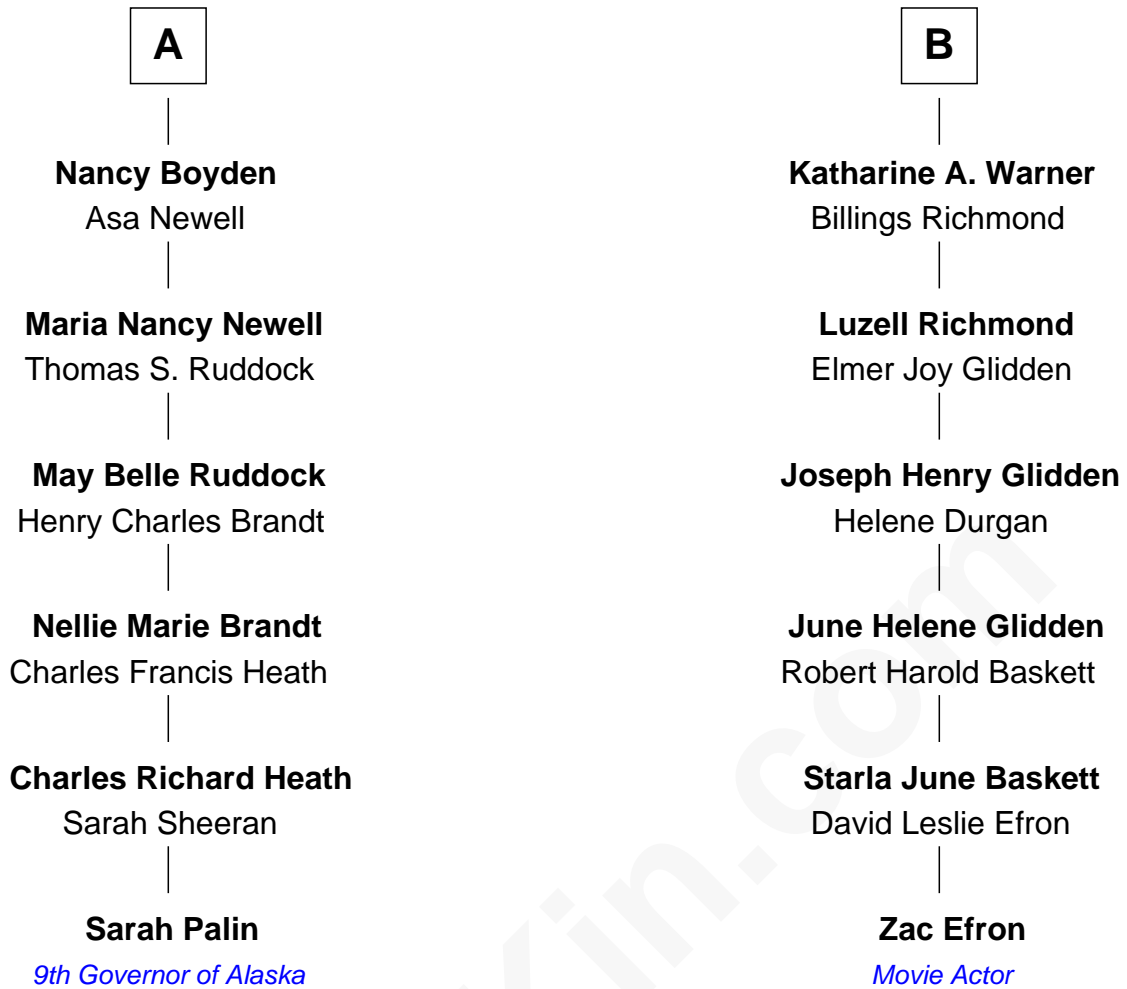 A
Nancy Boyden
Asa Newell
Maria Nancy Newell
Thomas S. Ruddock
May Belle Ruddock
Henry Charles Brandt
Nellie Marie Brandt
Charles Francis Heath
Charles Richard Heath
Sarah Sheeran
Sarah Palin
9th Governor of Alaska
B
Katharine A. Warner
Billings Richmond
Luzell Richmond
Elmer Joy Glidden
Joseph Henry Glidden
Helene Durgan
June Helene Glidden
Robert Harold Baskett
Starla June Baskett
David Leslie Efron
Zac Efron
Movie Actor
Kin.com